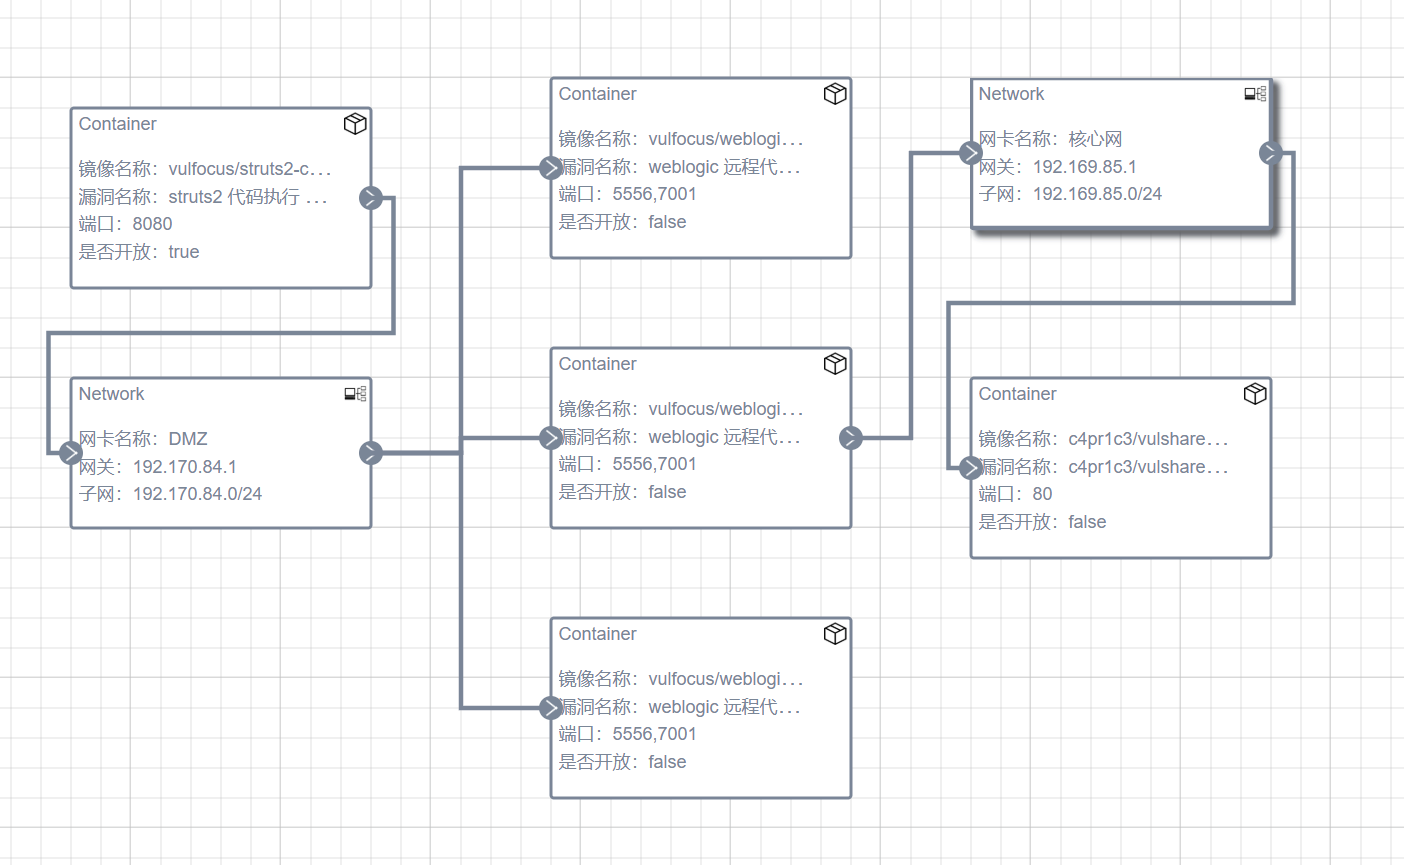 Container
镜像名称：vulfocus/struts2-c...
漏洞名称：struts2 代码执行 ...
端口：8080
是否开放：true
Network
网卡名称：DMZ
网关：192.170.84.1
子网：192.170.84.0/24
Container
镜像名称：vulfocus/weblogi...
漏洞名称：weblogic 远程代...
端口：5556,7001
是否开放：false
Container
镜像名称：vulfocus/weblogi...
漏洞名称：weblogic 远程代...
端口：5556,7001
是否开放：false
Container
镜像名称：vulfocus/weblogi...
漏洞名称：weblogic 远程代...
端口：5556,7001
是否开放：false
Network
网卡名称：核心网
网关：192.169.85.1
子网：192.169.85.0/24
Container
镜像名称：c4pr1c3/vulshare...
漏洞名称：c4pr1c3/vulshare...
端口：80
是否开放：false